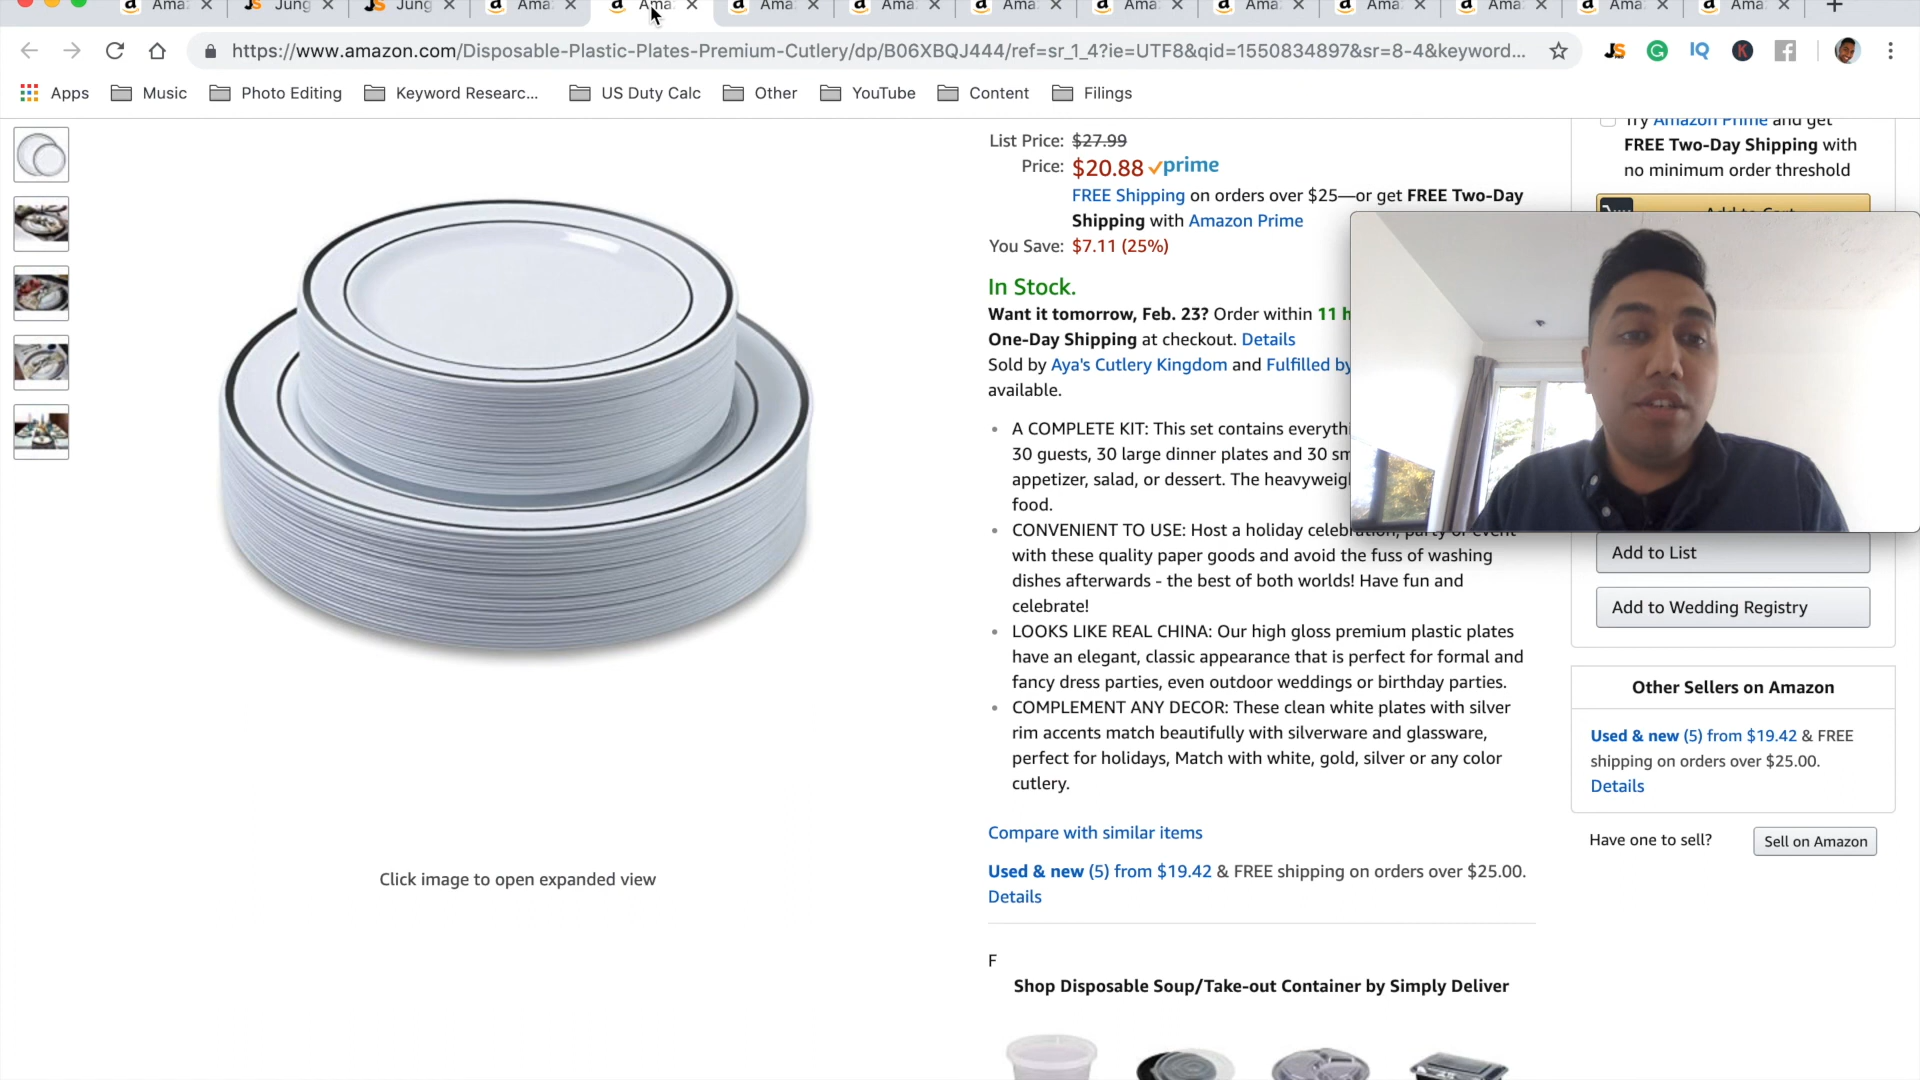 Ama
Jung
Jung
Ama
Ama
Ama
Ama
Ama
Ama
Ama
Ama
Ama
Ama
Ama
https://www.amazon.com/Disposable-Plastic-Plates-Premium-Cutlery/dp/B06XBQJ444/ref=sr_1_4?ie=UTF8&qid=1550834897&sr=8-4&keyword...
JS
IQ
K
Apps
Music
Photo Editing
Keyword Researc...
US Duty Calc
Other
YouTube
Content
Filings
List Price: $27.99
Price: $20.88 prime
FREE Shipping on orders over $25—or get FREE Two-Day
Shipping with Amazon Prime
You Save: $7.11 (25%)
In Stock.
Want it tomorrow, Feb. 23? Order within 11 h
One-Day Shipping at checkout. Details
Sold by Aya's Cutlery Kingdom and Fulfilled by
available.
• A COMPLETE KIT: This set contains everythi
30 guests, 30 large dinner plates and 30 sm
appetizer, salad, or dessert. The heavyweig
food.
• CONVENIENT TO USE: Host a holiday celebration, party or event
with these quality paper goods and avoid the fuss of washing
dishes afterwards - the best of both worlds! Have fun and
celebrate!
• LOOKS LIKE REAL CHINA: Our high gloss premium plastic plates
have an elegant, classic appearance that is perfect for formal and
fancy dress parties, even outdoor weddings or birthday parties.
• COMPLEMENT ANY DECOR: These clean white plates with silver
rim accents match beautifully with silverware and glassware,
perfect for holidays, Match with white, gold, silver or any color
cutlery.
Compare with similar items
Used & new (5) from $19.42 & FREE shipping on orders over $25.00.
Details
F
Shop Disposable Soup/Take-out Container by Simply Deliver
Click image to open expanded view
Try Amazon Prime and get
FREE Two-Day Shipping with
no minimum order threshold
Add to Cart
Add to List
Add to Wedding Registry
Other Sellers on Amazon
Used & new (5) from $19.42 & FREE
shipping on orders over $25.00.
Details
Have one to sell?
Sell on Amazon